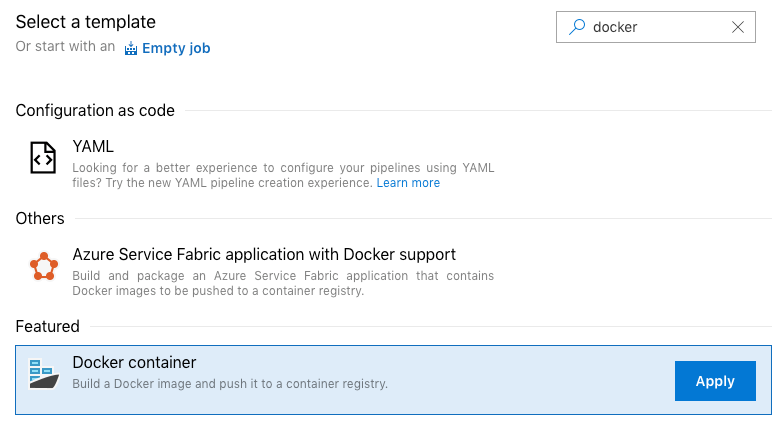 Select a template
docker
Or start with an Empty job
Configuration as code
YAML
Looking for a better experience to configure your pipelines using YAML
files? Try the new YAML pipeline creation experience. Learn more
Others
Azure Service Fabric application with Docker support
Build and package an Azure Service Fabric application that contains
Docker images to be pushed to a container registry.
Featured
Docker container
Build a Docker image and push it to a container registry.
Apply